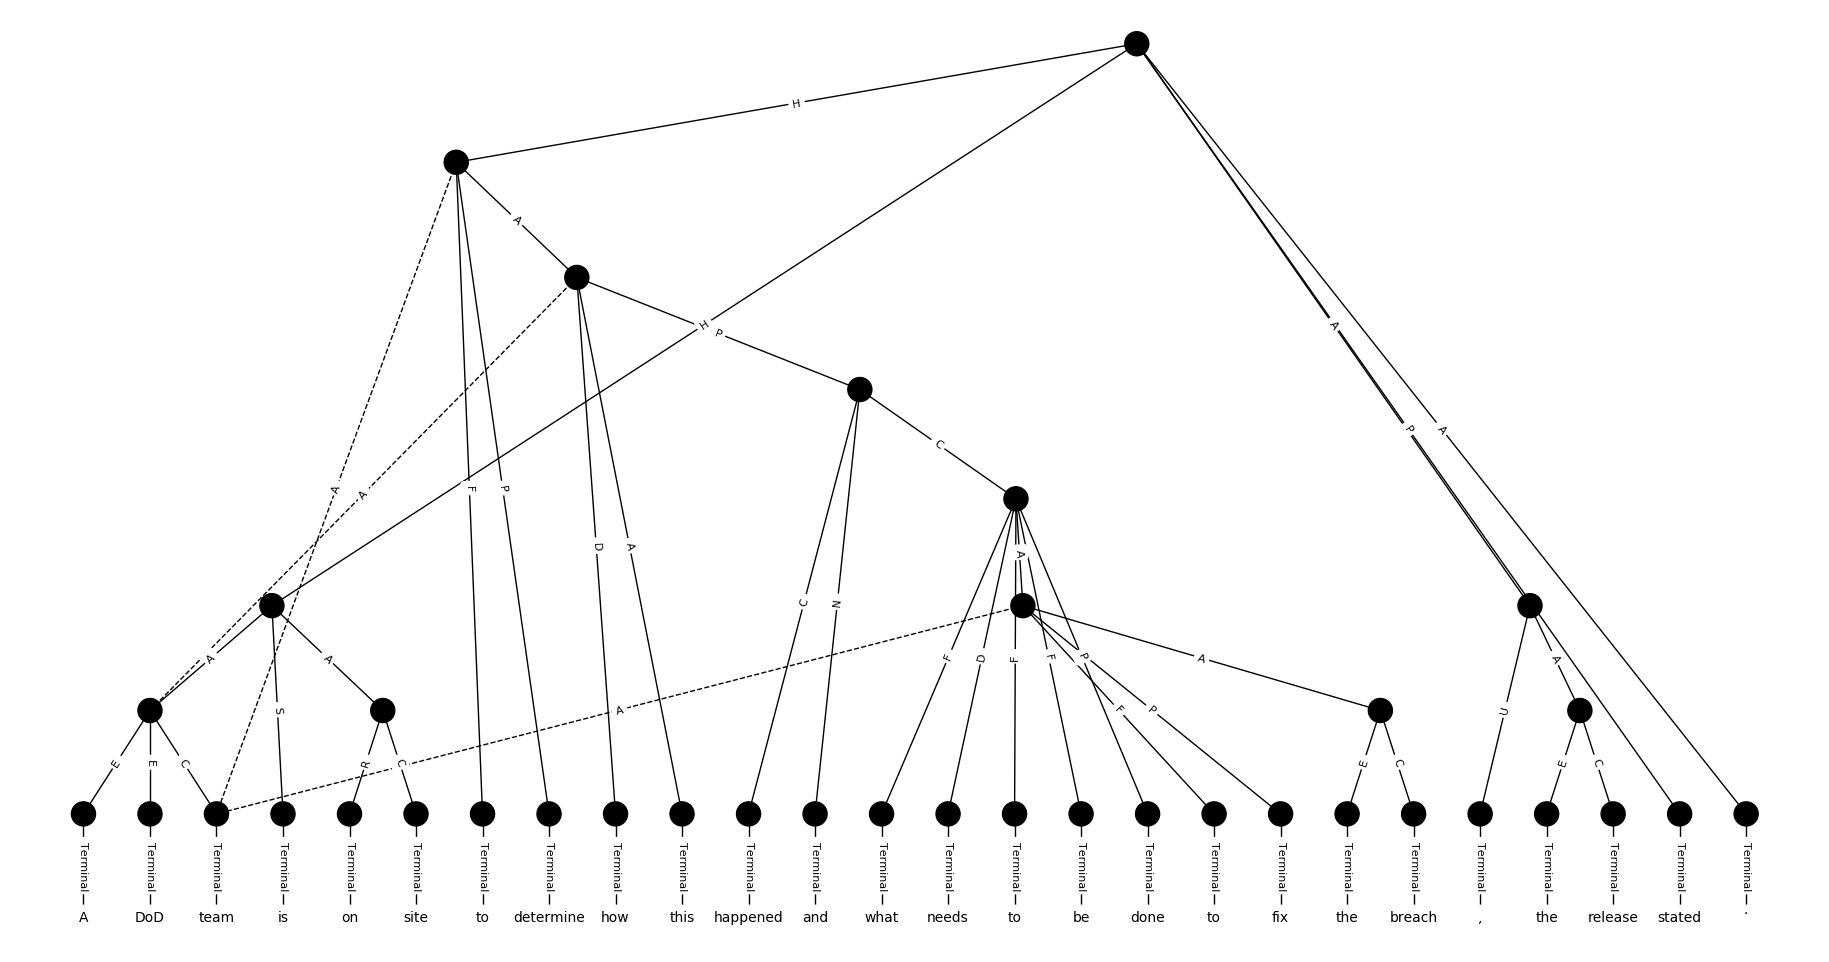 H
A
H
P
A
P
A
C
A
A
F
P
D
A
A
C
N
F
D
F
F
P
A
A
A
A
A
S
F
P
U
E
E
C
R
C
E
C
E
C
Terminal Terminal Terminal Terminal Terminal Terminal Terminal Terminal Terminal Terminal Terminal Terminal Terminal Terminal Terminal Terminal Terminal Terminal Terminal Terminal Terminal Terminal Terminal Terminal Terminal Terminal
A DoD team is on site to determine how this happened and what needs to be done to fix the breach , the release stated .